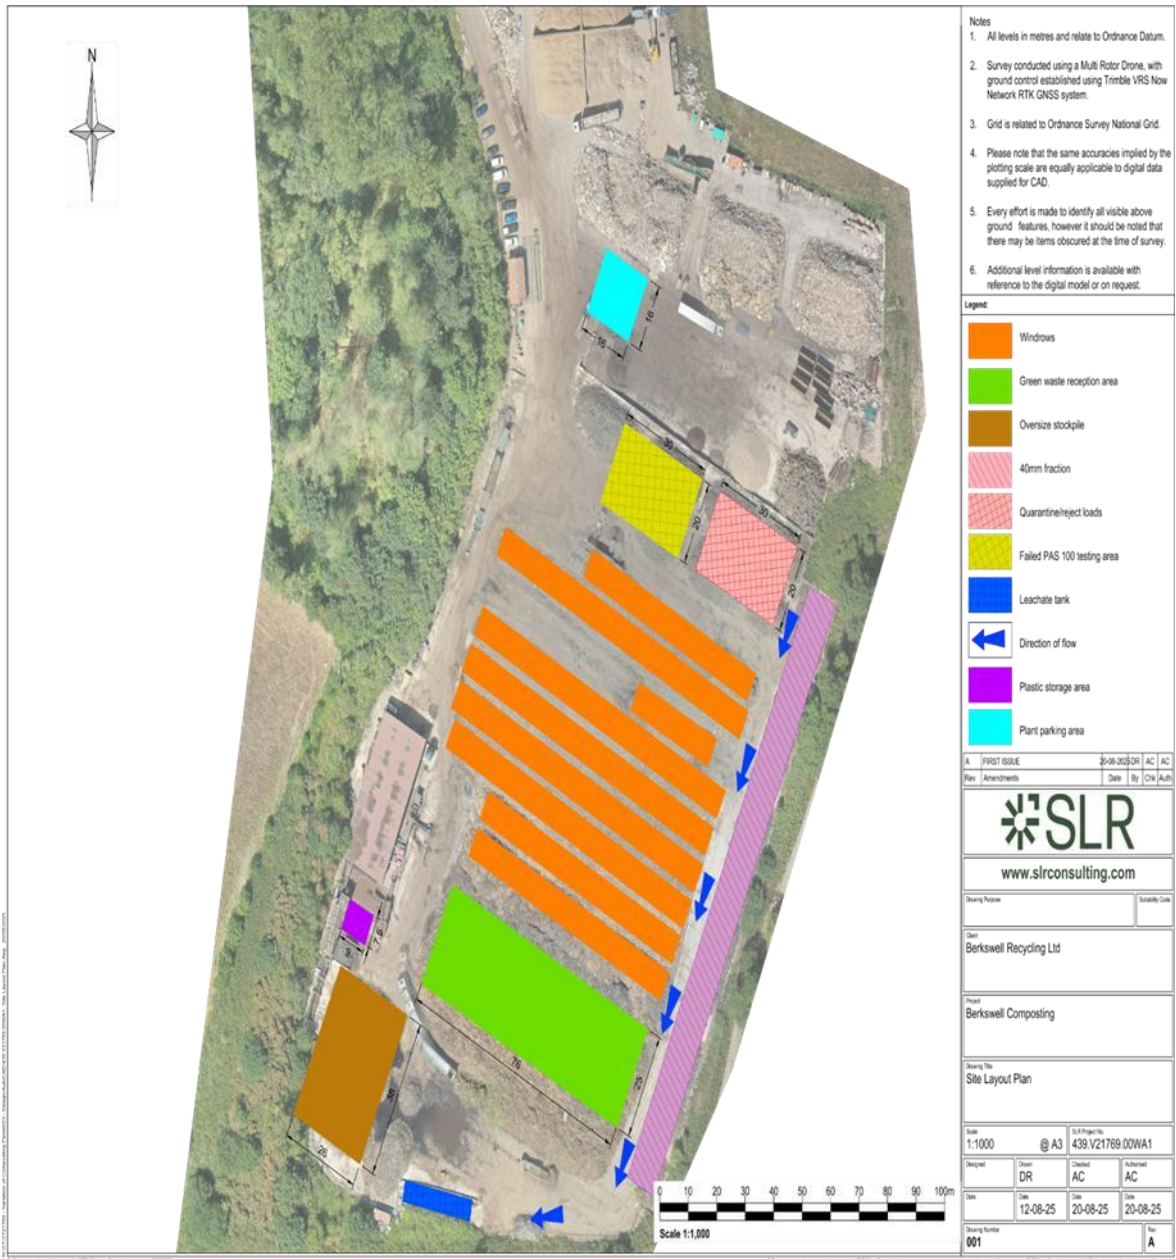 N
Notes
1. All levels in metres and relate to Ordnance Datum.
2. Survey conducted using a Multi Rotor Drone, with
ground control established using Trimble VRS Now
Network RTK GNSS system.
3. Grid is related to Ordnance Survey National Grid.
4. Please note that the same accuracies implied by the
plotting scale are equally applicable to digital data
supplied for CAD.
5. Every effort is made to identify all visible above
ground features, however it should be noted that
there may be items obscured at the time of survey.
6. Additional level information is available with
reference to the digital model or on request.
Legend:
Windrows
Green waste reception area
Oversize stockpile
40mm fraction
Quarantine/reject loads
Failed PAS 100 testing area
Leachate tank
Direction of flow
Plastic storage area
Plant parking area
16
16
30
20
30
20
9
7.5
76
25
38
26
A FIRST ISSUE 20-08-2025 DR AC AC
Rev Amendments Date By Chk Auth
SLR
www.slrconsulting.com
Drawing Purpose
Suitability Code
Client
Berkswell Recycling Ltd
Project
Berkswell Composting
Drawing Title
Site Layout Plan
Scale
1:1000 @ A3
SLR Project No.
439.V21769.00WA1
Designed
Drawn
DR
Checked
AC
Authorised
AC
Date
Date
12-08-25
Date
20-08-25
Date
20-08-25
Drawing Number
001
Rev.
A
0 10 20 30 40 50 60 70 80 90 100m
Scale 1:1,000